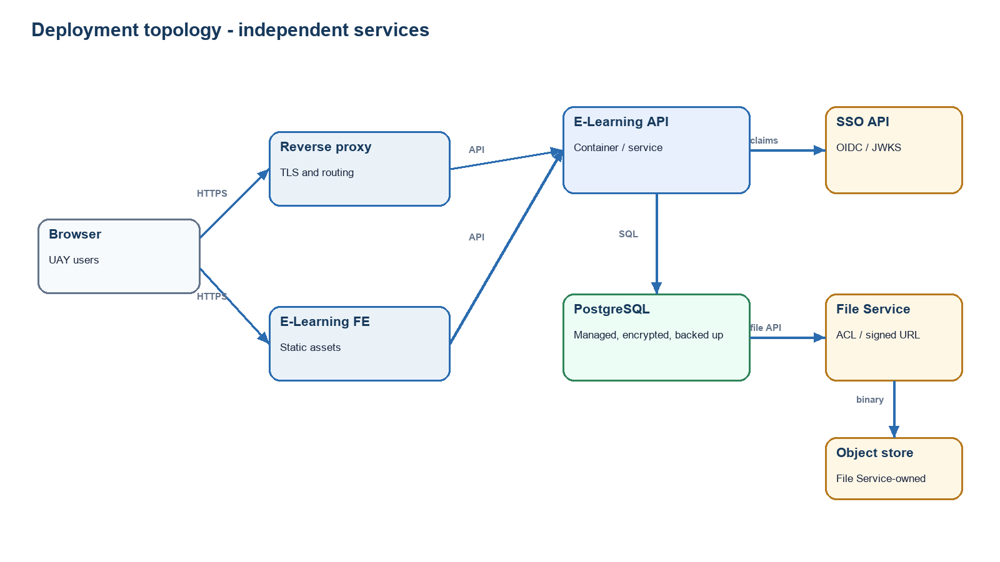 Deployment topology - independent services
Browser
UAY users
HTTPS
HTTPS
Reverse proxy
TLS and routing
E-Learning FE
Static assets
API
API
E-Learning API
Container / service
claims
SSO API
OIDC / JWKS
SQL
PostgreSQL
Managed, encrypted, backed up
file API
File Service
ACL / signed URL
binary
Object store
File Service-owned